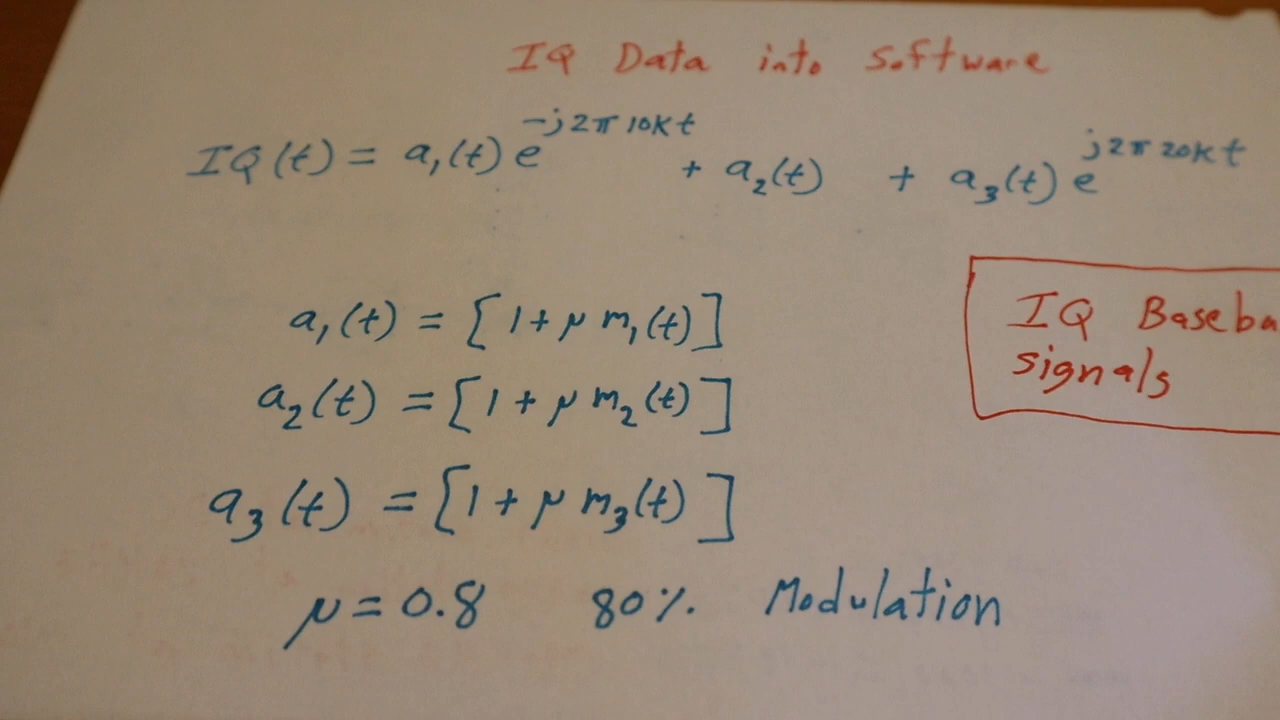 IQ Data into Software
IQ(t) = a₁(t) e^-j2π10kt + a₂(t) + a₃(t) e^j2π20kt
a₁(t) = [1 + μ m₁(t)]
IQ Baseba
signals
a₂(t) = [1 + μ m₂(t)]
a₃(t) = [1 + μ m₃(t)]
μ = 0.8 80% Modulation